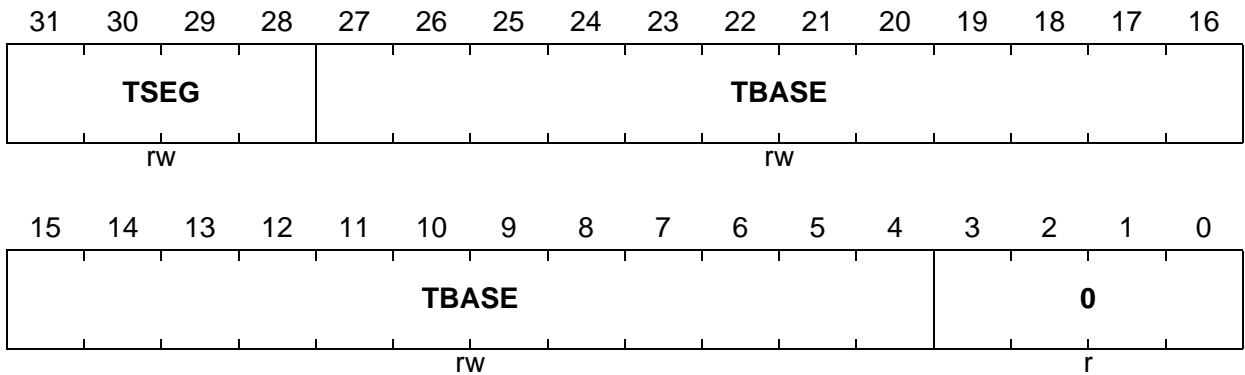 31 30 29 28 27 26 25 24 23 22 21 20 19 18 17 16
TSEG TBASE
rw rw
15 14 13 12 11 10 9 8 7 6 5 4 3 2 1 0
TBASE 0
rw r